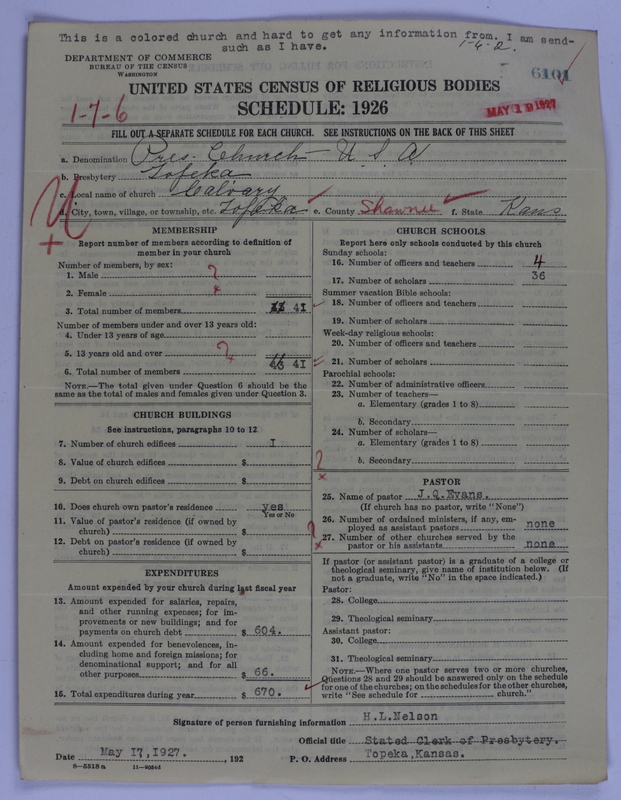 This is a colored church and hard to get any information from. I am send-
such as I have.
1-6-2.
DEPARTMENT OF COMMERCE
BUREAU OF THE CENSUS
WASHINGTON
6101
UNITED STATES CENSUS OF RELIGIOUS BODIES
SCHEDULE: 1926
1-7-6
MAY 19 1927
FILL OUT A SEPARATE SCHEDULE FOR EACH CHURCH. SEE INSTRUCTIONS ON THE BACK OF THIS SHEET
a. Denomination Pres. Church - U S A
b. Presbytery Topeka
c. Local name of church Calvary
d. City, town, village, or township, etc. Topeka e. County Shawnee f. State Kans
MEMBERSHIP
Report number of members according to definition of
member in your church
Number of members, by sex:
1. Male ?
2. Female
3. Total number of members 41
Number of members under and over 13 years old:
4. Under 13 years of age
5. 13 years old and over ?
6. Total number of members 46 41
NOTE.—The total given under Question 6 should be the
same as the total of males and females given under Question 3.
CHURCH BUILDINGS
See instructions, paragraphs 10 to 12
7. Number of church edifices 1
8. Value of church edifices $
9. Debt on church edifices $
10. Does church own pastor's residence yes
Yes or No
11. Value of pastor's residence (if owned by
church) $
12. Debt on pastor's residence (if owned by
church) $
EXPENDITURES
Amount expended by your church during last fiscal year
13. Amount expended for salaries, repairs,
and other running expenses; for im-
provements or new buildings; and for
payments on church debt $ 604.
14. Amount expended for benevolences, in-
cluding home and foreign missions; for
denominational support; and for all
other purposes $ 66.
15. Total expenditures during year $ 670.
CHURCH SCHOOLS
Report here only schools conducted by this church
Sunday schools:
16. Number of officers and teachers 4
17. Number of scholars 36
Summer vacation Bible schools:
18. Number of officers and teachers
19. Number of scholars
Week-day religious schools:
20. Number of officers and teachers
21. Number of scholars
Parochial schools:
22. Number of administrative officers
23. Number of teachers—
a. Elementary (grades 1 to 8)
b. Secondary
24. Number of scholars—
a. Elementary (grades 1 to 8)
b. Secondary
?
PASTOR
25. Name of pastor J.Q.Evans.
(If church has no pastor, write "None")
26. Number of ordained ministers, if any, em-
ployed as assistant pastors none
? 27. Number of other churches served by the
pastor or his assistants none
If pastor (or assistant pastor) is a graduate of a college or
theological seminary, give name of institution below. (If
not a graduate, write "No" in the space indicated.)
Pastor:
28. College
29. Theological seminary
Assistant pastor:
30. College
31. Theological seminary
NOTE.—Where one pastor serves two or more churches,
Questions 28 and 29 should be answered only on the schedule
for one of the churches; on the schedules for the other churches,
write "See schedule for church."
Signature of person furnishing information H.L.Nelson
Official title Stated Clerk of Presbytery.
Date May 17,1927. , 192 P. O. Address Topeka,Kansas.
8-5518 a